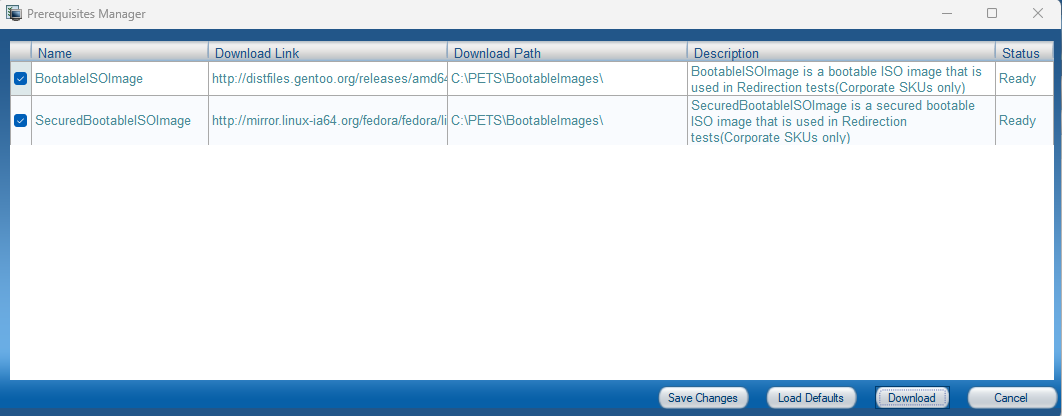 Prerequisites Manager
Name Download Link Download Path Description Status
BootableISOImage http://distfiles.gentoo.org/releases/amd64 C:\PETS\BootableImages\ BootableISOImage is a bootable ISO image that is
used in Redirection tests(Corporate SKUs only) Ready
SecuredBootableISOImage http://mirror.linux-ia64.org/fedora/fedora/li C:\PETS\BootableImages\ SecuredBootableISOImage is a secured bootable
ISO image that is used in Redirection
tests(Corporate SKUs only) Ready
Save Changes Load Defaults Download Cancel